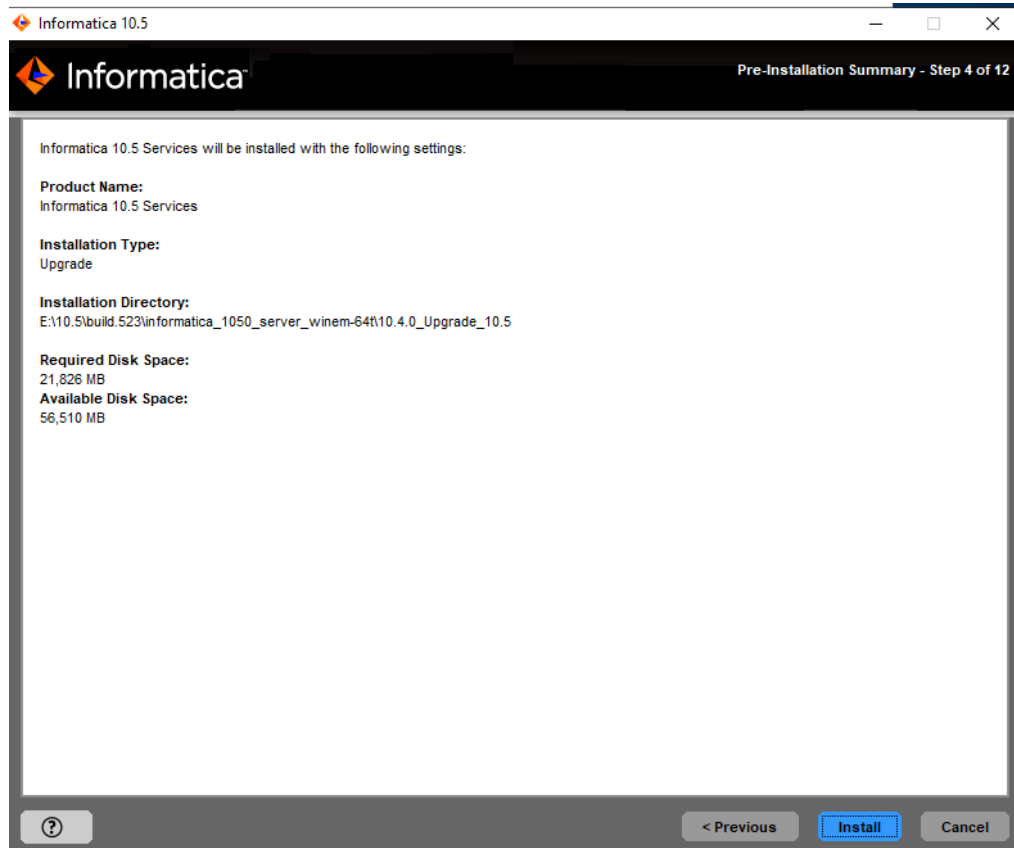 Informatica 10.5
Informatica
Pre-Installation Summary - Step 4 of 12
Informatica 10.5 Services will be installed with the following settings:
Product Name:
Informatica 10.5 Services
Installation Type:
Upgrade
Installation Directory:
E:\10.5\build.523\informatica_1050_server_winem-64t\10.4.0_Upgrade_10.5
Required Disk Space:
21,826 MB
Available Disk Space:
56,510 MB
?
< Previous
Install
Cancel